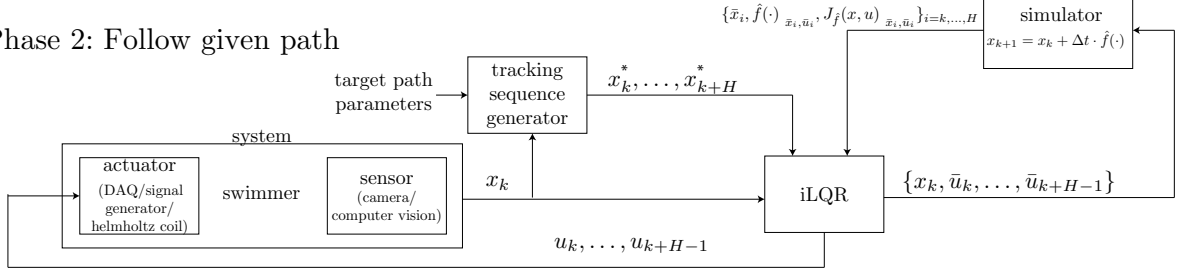 {x̄_i, f̂(·)_{x̄_i,ū_i}, J_f̂(x, u)_{x̄_i,ū_i}}_{i=k,...,H}
simulator
x_{k+1} = x_k + Δt · f̂(·)
Phase 2: Follow given path
target path
parameters
tracking
sequence
generator
x*_k, . . . , x*_{k+H}
system
actuator
(DAQ/signal
generator/
helmholtz coil)
swimmer
sensor
(camera/
computer vision)
x_k
iLQR
{x_k, ū_k, . . . , ū_{k+H−1}}
u_k, . . . , u_{k+H−1}